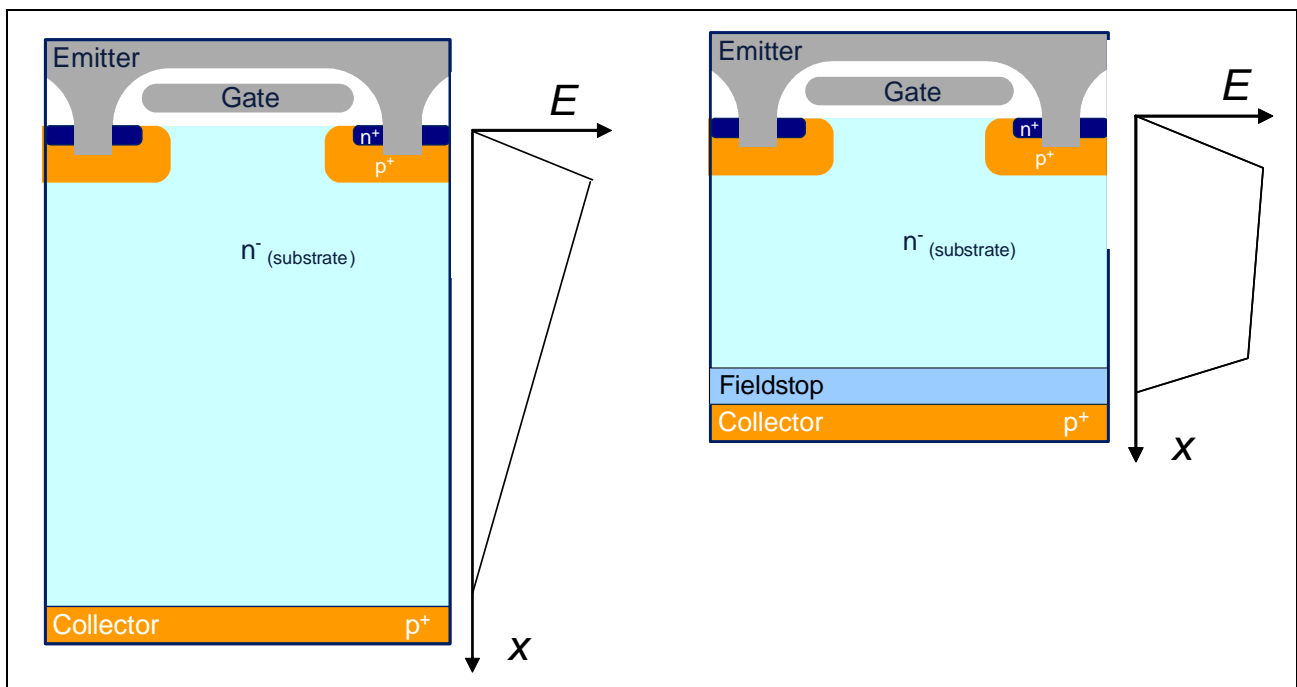 Emitter
Gate
n+
p+
n- (substrate)
Collector p+
E
x
Emitter
Gate
n+
p+
n- (substrate)
Fieldstop
Collector p+
E
x